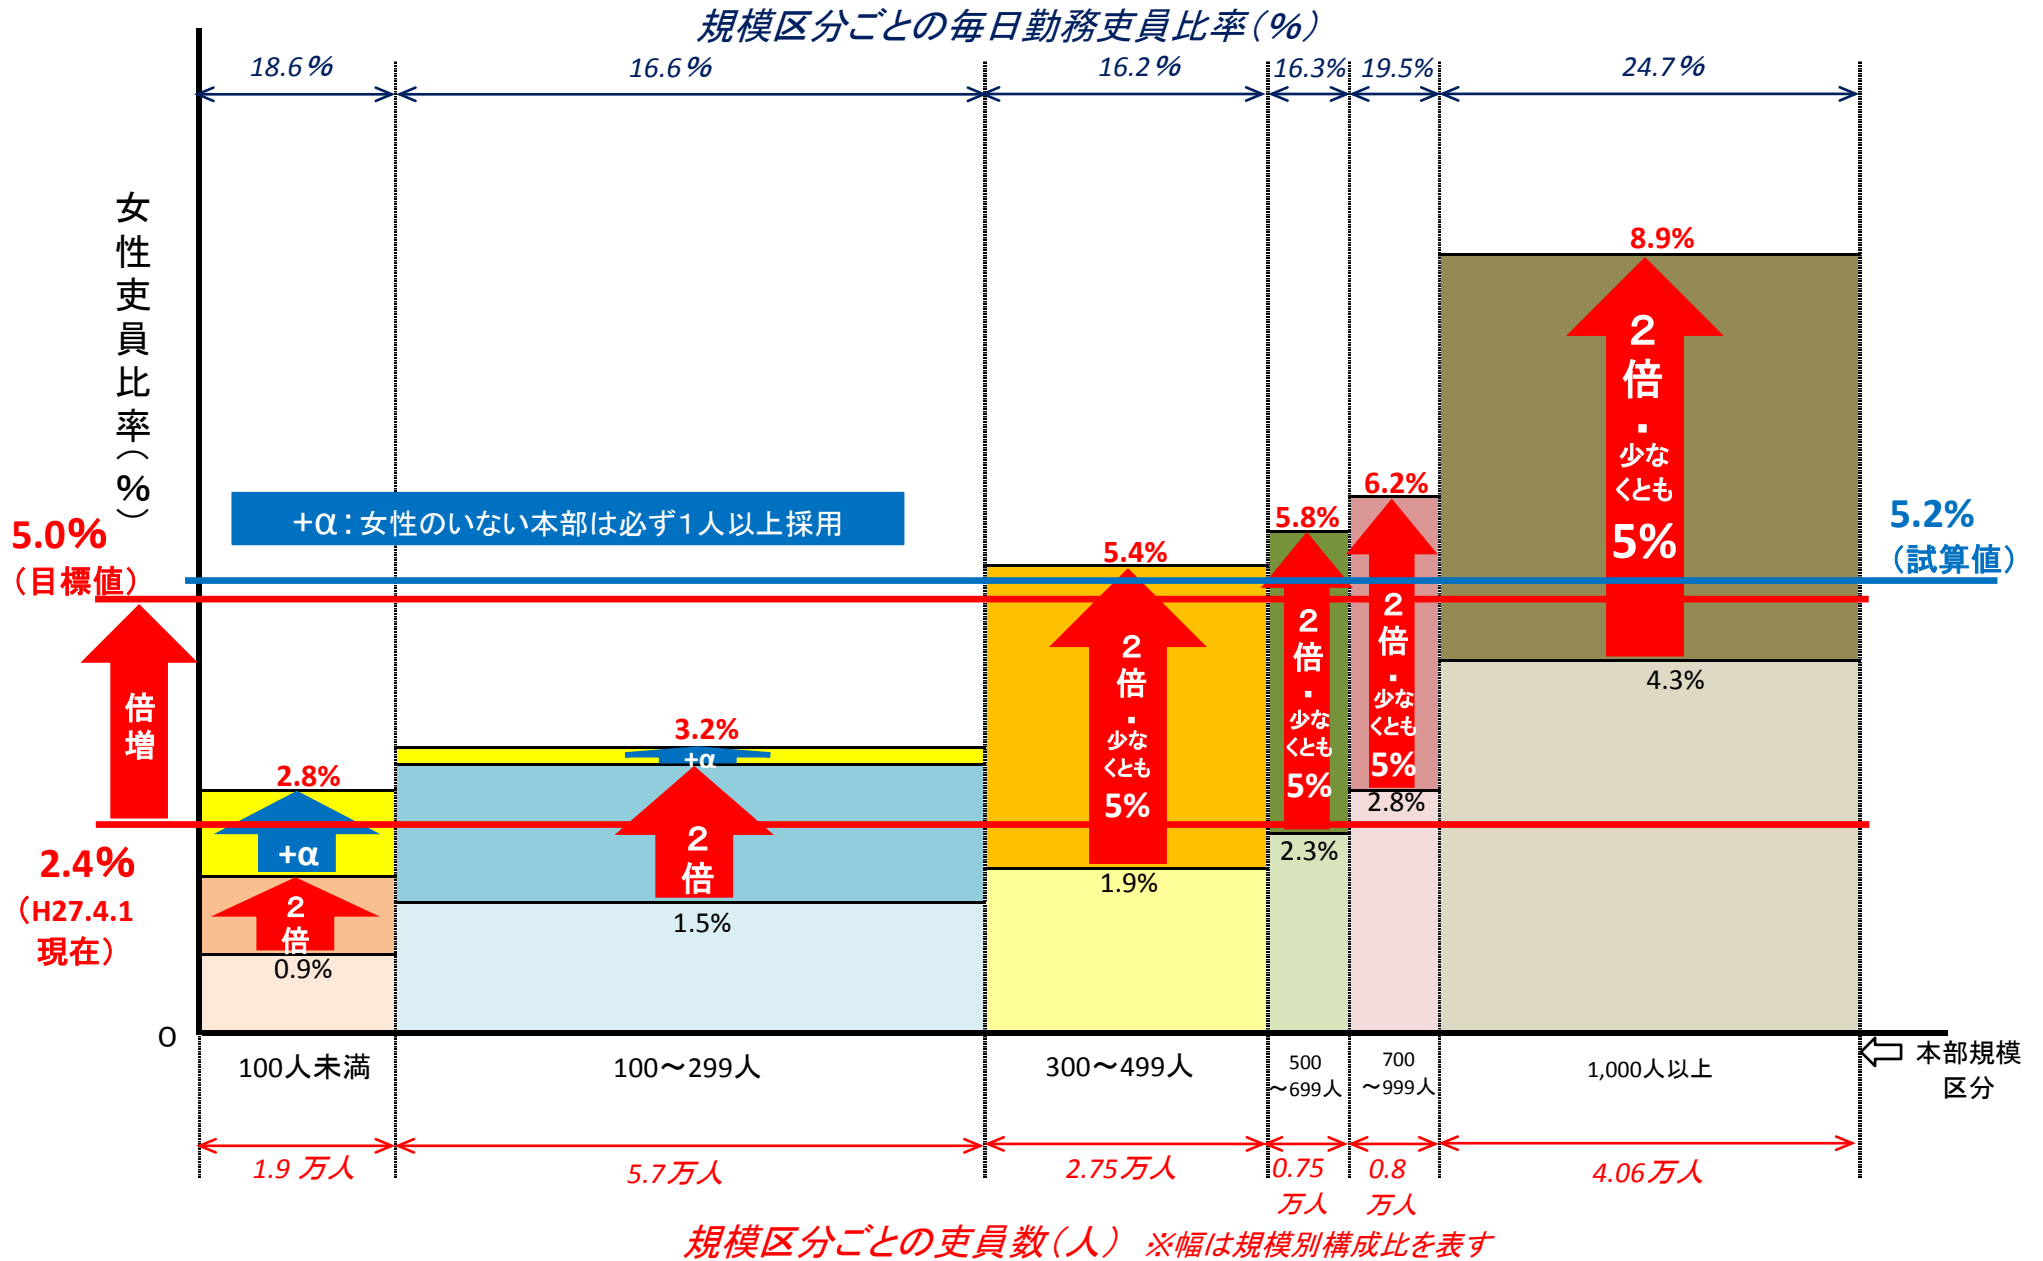 規模区分ごとの毎日勤務吏員比率(%)
18.6%
16.6%
16.2%
16.3%
19.5%
24.7%
女性吏員比率(%)
8.9%
2倍・少なくとも5%
4.3%
+α:女性のいない本部は必ず1人以上採用
5.0%
(目標値)
5.2%
(試算値)
倍増
2.4%
(H27.4.1
現在)
2.8%
+α
2倍
0.9%
3.2%
+α
2倍
1.5%
5.4%
2倍・少なくとも5%
1.9%
5.8%
2倍・少なくとも5%
2.3%
6.2%
2倍・少なくとも5%
2.8%
0
100人未満
100~299人
300~499人
500
~699人
700
~999人
1,000人以上
本部規模
区分
1.9 万人
5.7万人
2.75万人
0.75
万人
0.8
万人
4.06万人
規模区分ごとの吏員数(人) ※幅は規模別構成比を表す